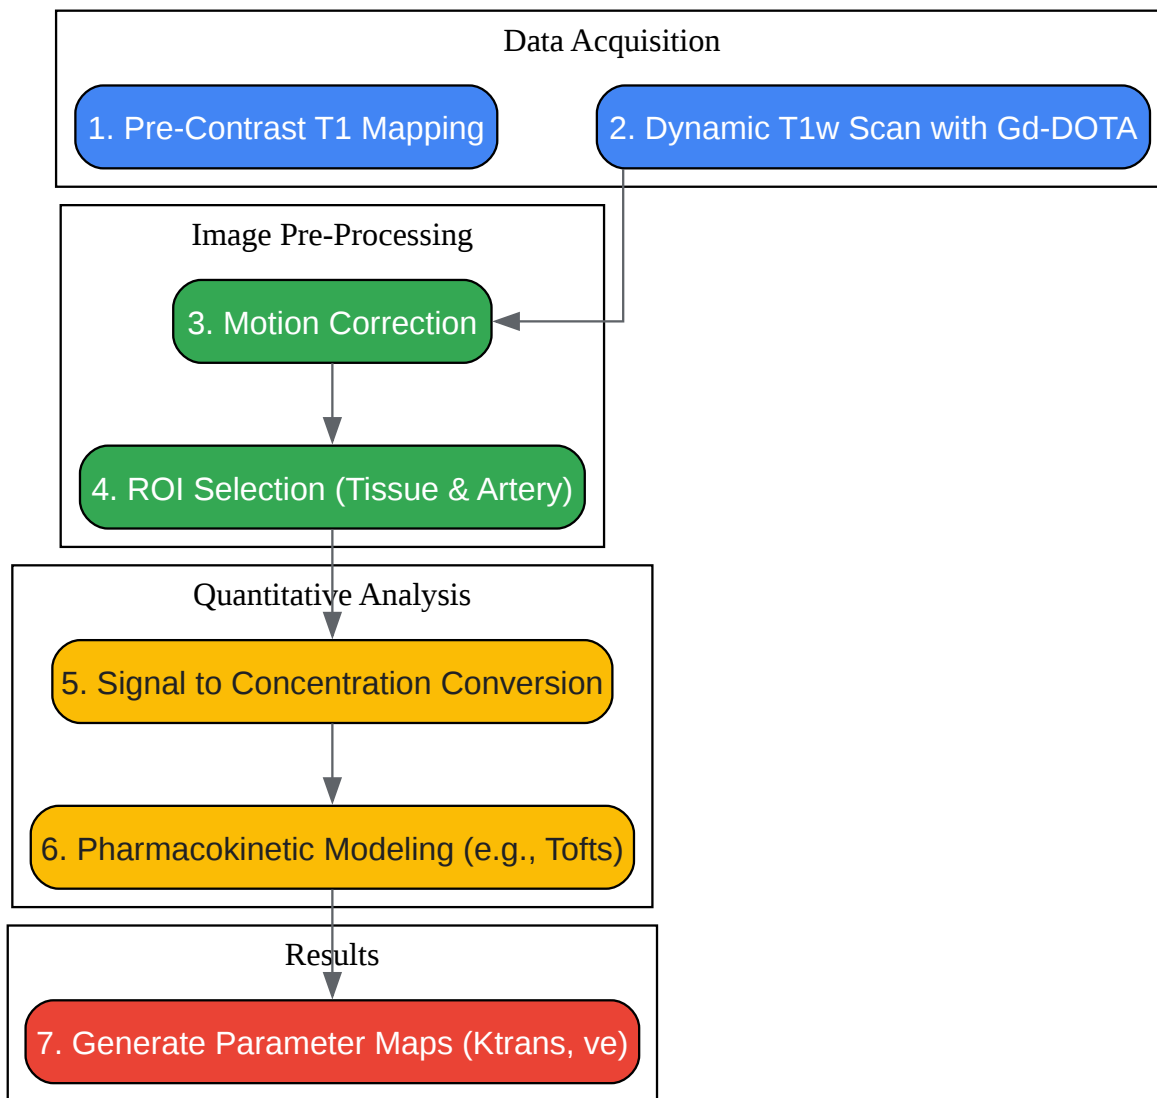 Data Acquisition
1. Pre-Contrast T1 Mapping
2. Dynamic T1w Scan with Gd-DOTA
Image Pre-Processing
3. Motion Correction
4. ROI Selection (Tissue & Artery)
Quantitative Analysis
5. Signal to Concentration Conversion
6. Pharmacokinetic Modeling (e.g., Tofts)
Results
7. Generate Parameter Maps (Ktrans, ve)